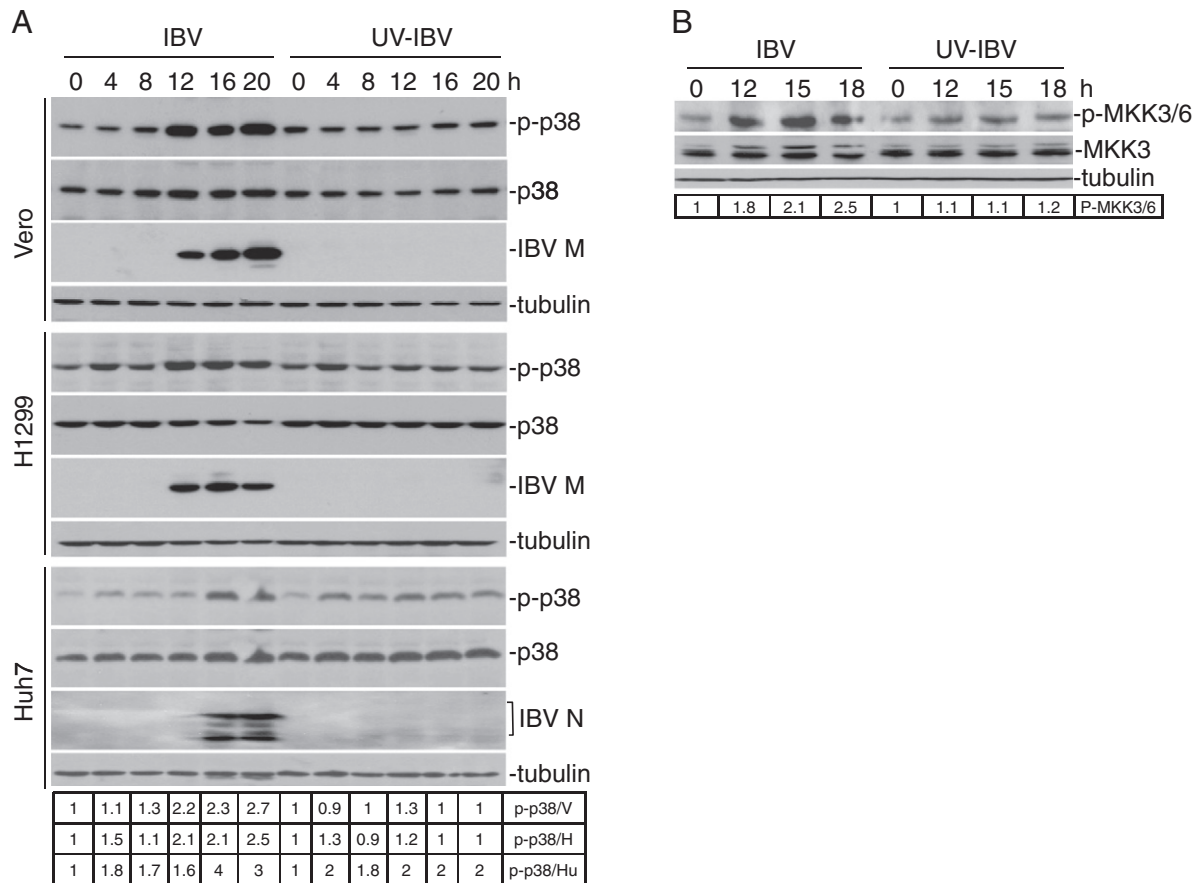 A
IBV UV-IBV
0 4 8 12 16 20 0 4 8 12 16 20 h
Vero
-p-p38
-p38
-IBV M
-tubulin
H1299
-p-p38
-p38
-IBV M
-tubulin
Huh7
-p-p38
-p38
IBV N
-tubulin
1 1.1 1.3 2.2 2.3 2.7 1 0.9 1 1.3 1 1 p-p38/V
1 1.5 1.1 2.1 2.1 2.5 1 1.3 0.9 1.2 1 1 p-p38/H
1 1.8 1.7 1.6 4 3 1 2 1.8 2 2 2 p-p38/Hu
B
IBV UV-IBV
0 12 15 18 0 12 15 18 h
-p-MKK3/6
-MKK3
-tubulin
1 1.8 2.1 2.5 1 1.1 1.1 1.2 P-MKK3/6